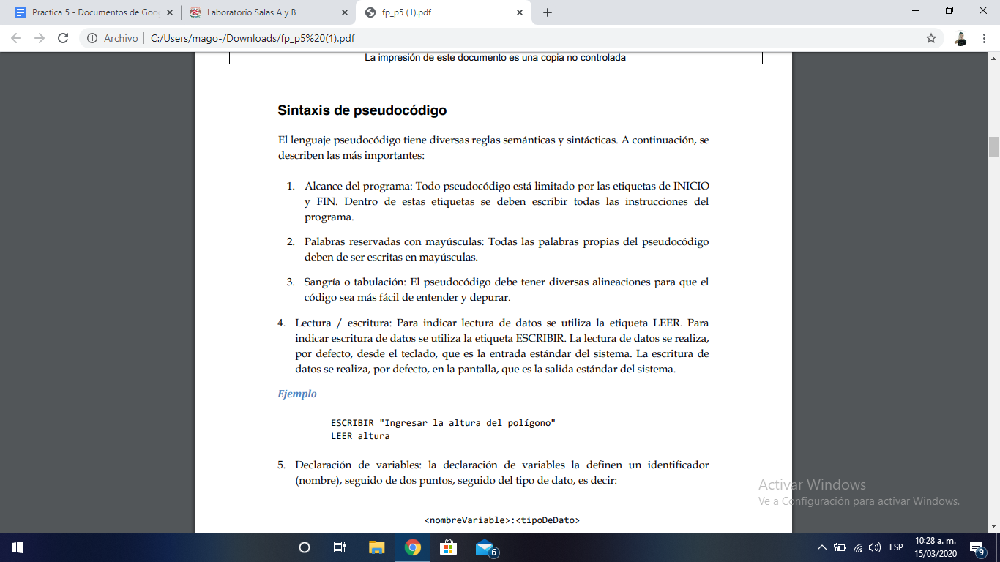 Practica 5 - Documentos de Goo
Laboratorio Salas A y B
fp_p5 (1).pdf
Archivo
C:/Users/mago-/Downloads/fp_p5%20(1).pdf
La impresión de este documento es una copia no controlada
Sintaxis de pseudocódigo
El lenguaje pseudocódigo tiene diversas reglas semánticas y sintácticas. A continuación, se
describen las más importantes:
1. Alcance del programa: Todo pseudocódigo está limitado por las etiquetas de INICIO
y FIN. Dentro de estas etiquetas se deben escribir todas las instrucciones del
programa.
2. Palabras reservadas con mayúsculas: Todas las palabras propias del pseudocódigo
deben de ser escritas en mayúsculas.
3. Sangría o tabulación: El pseudocódigo debe tener diversas alineaciones para que el
código sea más fácil de entender y depurar.
4. Lectura / escritura: Para indicar lectura de datos se utiliza la etiqueta LEER. Para
indicar escritura de datos se utiliza la etiqueta ESCRIBIR. La lectura de datos se realiza,
por defecto, desde el teclado, que es la entrada estándar del sistema. La escritura de
datos se realiza, por defecto, en la pantalla, que es la salida estándar del sistema.
Ejemplo
ESCRIBIR "Ingresar la altura del polígono"
LEER altura
5. Declaración de variables: la declaración de variables la definen un identificador
(nombre), seguido de dos puntos, seguido del tipo de dato, es decir:
<nombreVariable>:<tipoDeDato>
Activar Windows
Ve a Configuración para activar Windows.
6
ESP
10:28 a. m.
15/03/2020
9